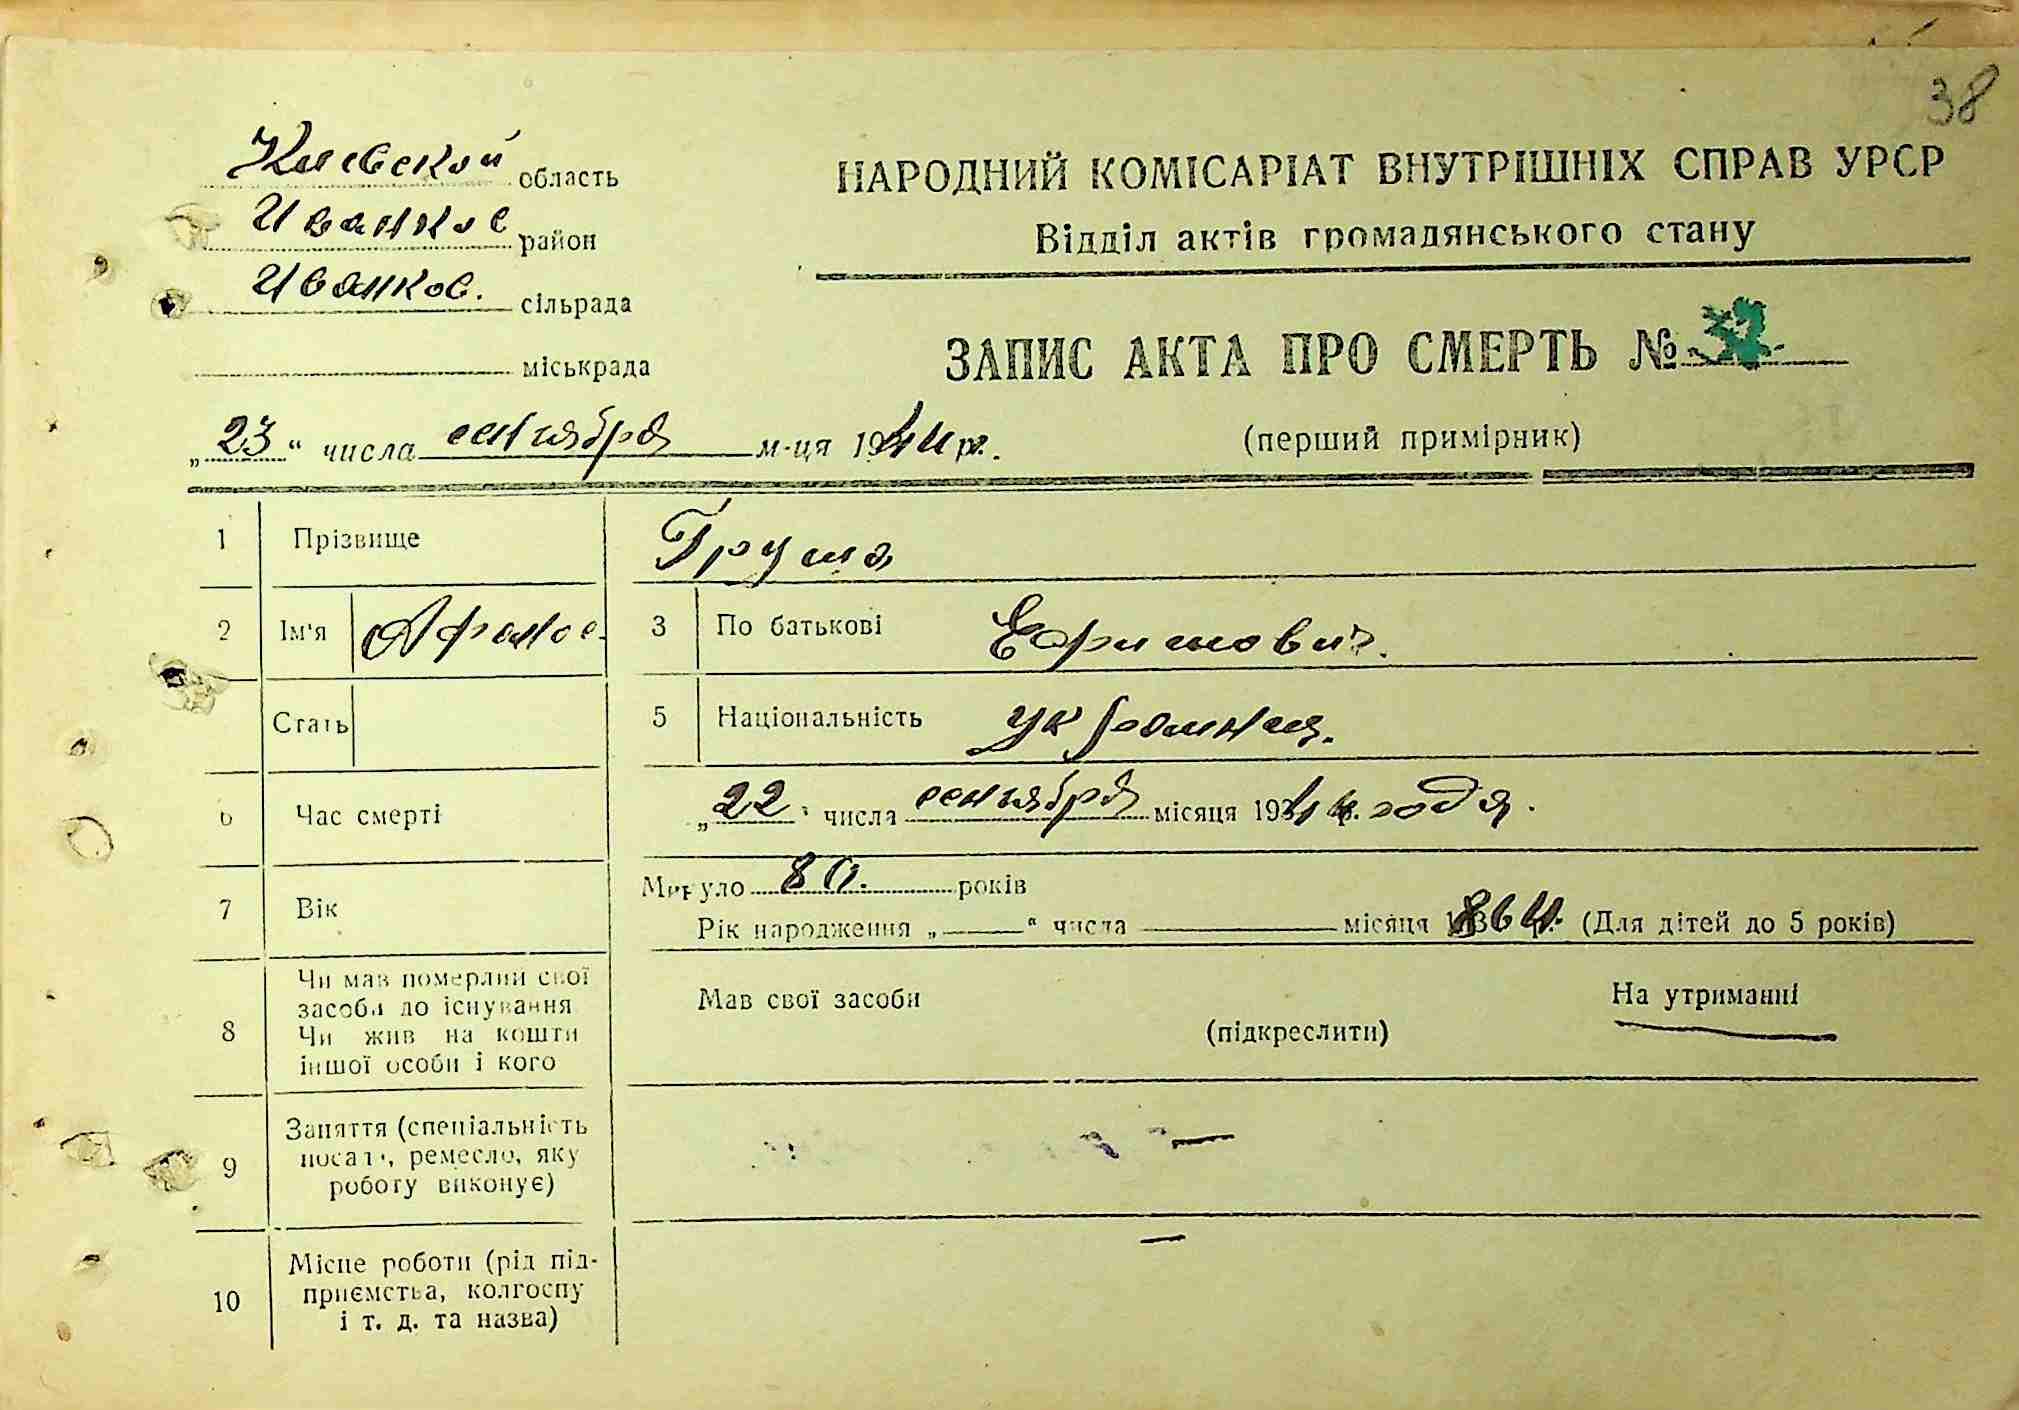 38
Киевской область
НАРОДНИЙ КОМІСАРІАТ ВНУТРІШНІХ СПРАВ УРСР
Иванков район
Відділ актів громадянського стану
Иванков. сільрада
міськрада
ЗАПИС АКТА ПРО СМЕРТЬ №
„23“ числа сентября м-ця 1944 р.
(перший примірник)
1 Прізвище Груша
2 Ім'я Афанас. 3 По батькові Ефимович.
Стать 5 Національність украинец.
6 Час смерті „22“ числа сентября місяця 1944 года.
7 Вік Минуло 80. років
Рік народження „ “ числа місяця 1864. (Для дітей до 5 років)
8 Чи мав померлий свої засоби до існування Чи жив на кошти іншої особи і кого
Мав свої засоби (підкреслити) На утриманні
9 Заняття (спеціальність посада, ремесло, яку роботу виконує) —
10 Місце роботи (рід підприємства, колгоспу і т. д. та назва) —